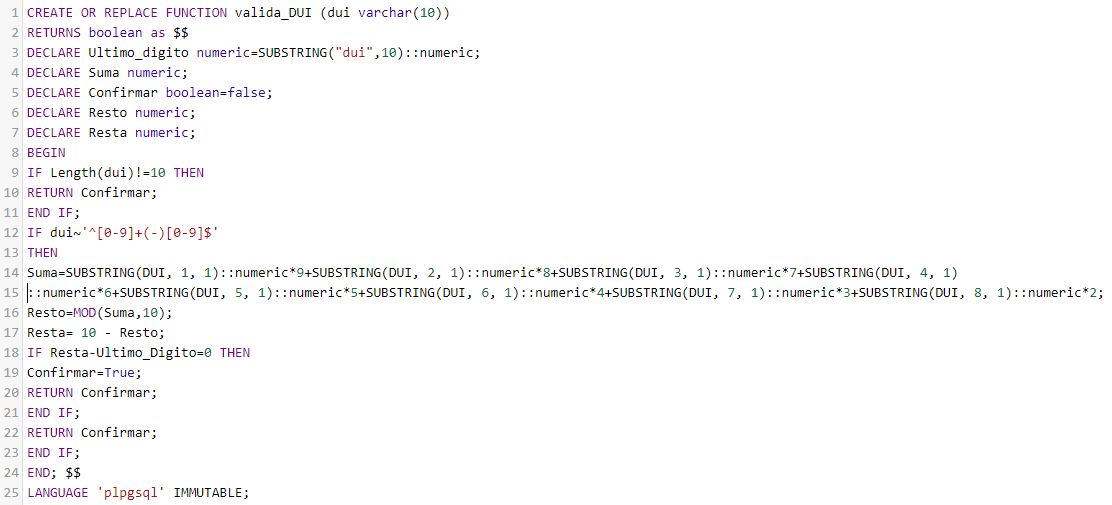 1 CREATE OR REPLACE FUNCTION valida_DUI (dui varchar(10))
2 RETURNS boolean as $$
3 DECLARE Ultimo_digito numeric=SUBSTRING("dui",10)::numeric;
4 DECLARE Suma numeric;
5 DECLARE Confirmar boolean=false;
6 DECLARE Resto numeric;
7 DECLARE Resta numeric;
8 BEGIN
9 IF Length(dui)!=10 THEN
10 RETURN Confirmar;
11 END IF;
12 IF dui~'^[0-9]+(-)[0-9]$'
13 THEN
14 Suma=SUBSTRING(DUI, 1, 1)::numeric*9+SUBSTRING(DUI, 2, 1)::numeric*8+SUBSTRING(DUI, 3, 1)::numeric*7+SUBSTRING(DUI, 4, 1)
15 ::numeric*6+SUBSTRING(DUI, 5, 1)::numeric*5+SUBSTRING(DUI, 6, 1)::numeric*4+SUBSTRING(DUI, 7, 1)::numeric*3+SUBSTRING(DUI, 8, 1)::numeric*2;
16 Resto=MOD(Suma,10);
17 Resta= 10 - Resto;
18 IF Resta-Ultimo_Digito=0 THEN
19 Confirmar=True;
20 RETURN Confirmar;
21 END IF;
22 RETURN Confirmar;
23 END IF;
24 END; $$
25 LANGUAGE 'plpgsql' IMMUTABLE;